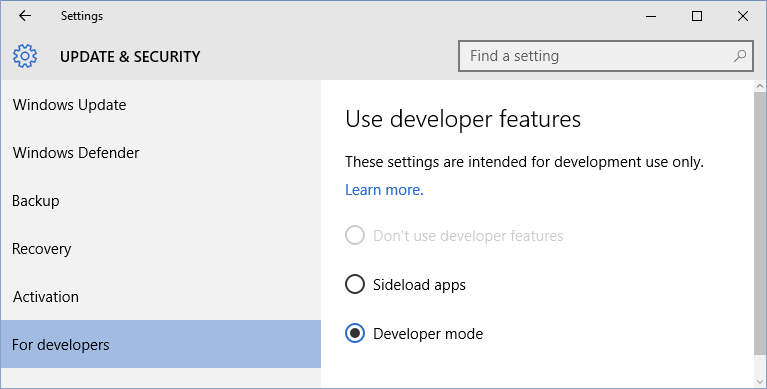 Settings
UPDATE & SECURITY
Find a setting
Windows Update
Windows Defender
Backup
Recovery
Activation
For developers
Use developer features
These settings are intended for development use only.
Learn more.
Don't use developer features
Sideload apps
Developer mode